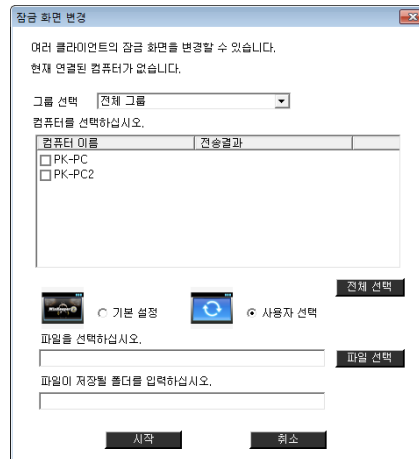 잠금 화면 변경
여러 클라이언트의 잠금 화면을 변경할 수 있습니다.
현재 연결된 컴퓨터가 없습니다.
그룹 선택 전체 그룹
컴퓨터를 선택하십시오.
컴퓨터 이름 전송결과
PK-PC
PK-PC2
전체 선택
기본 설정 사용자 선택
파일을 선택하십시오.
파일 선택
파일이 저장될 폴더를 입력하십시오.
시작 취소